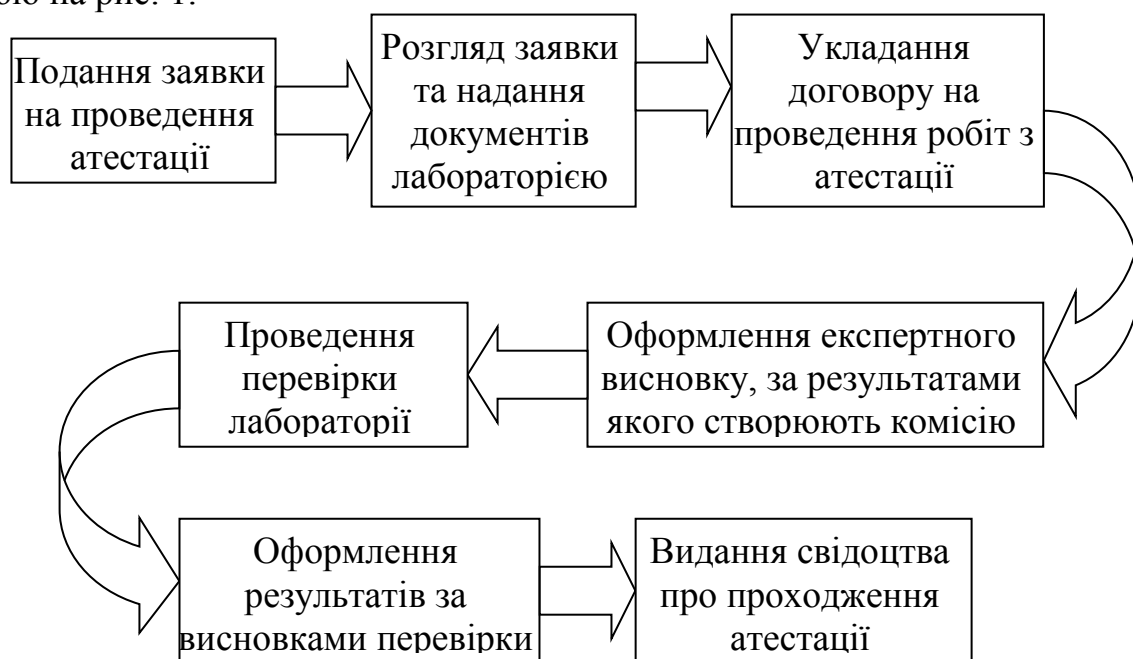 на рис. 1.
Подання заявки
на проведення
атестації
Розгляд заявки
та надання
документів
лабораторією
Укладання
договору на
проведення робіт з
атестації
Оформлення експертного
висновку, за результатами
якого створюють комісію
Проведення
перевірки
лабораторії
Оформлення
результатів за
висновками перевірки
Видання свідоцтва
про проходження
атестації